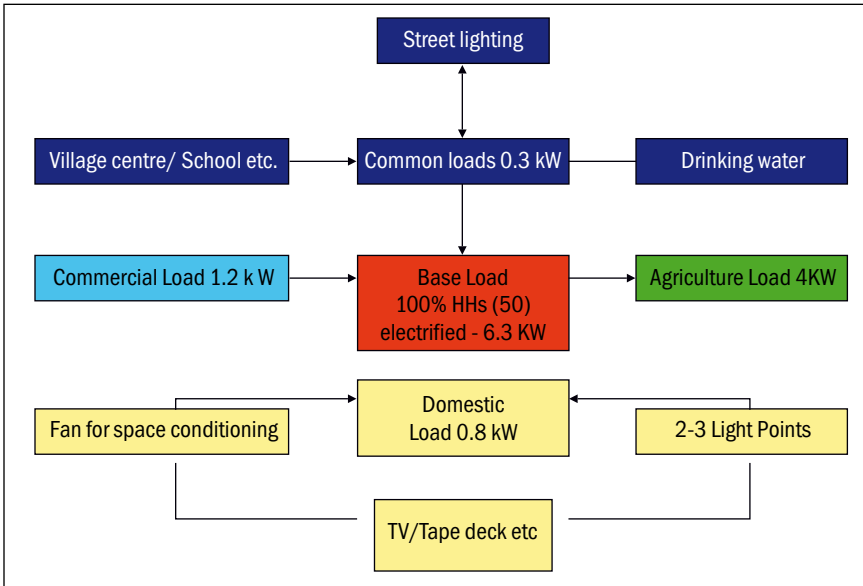 Street lighting
Village centre/ School etc.
Common loads 0.3 kW
Drinking water
Commercial Load 1.2 k W
Base Load
100% HHs (50)
electrified - 6.3 KW
Agriculture Load 4KW
Fan for space conditioning
Domestic
Load 0.8 kW
2-3 Light Points
TV/Tape deck etc